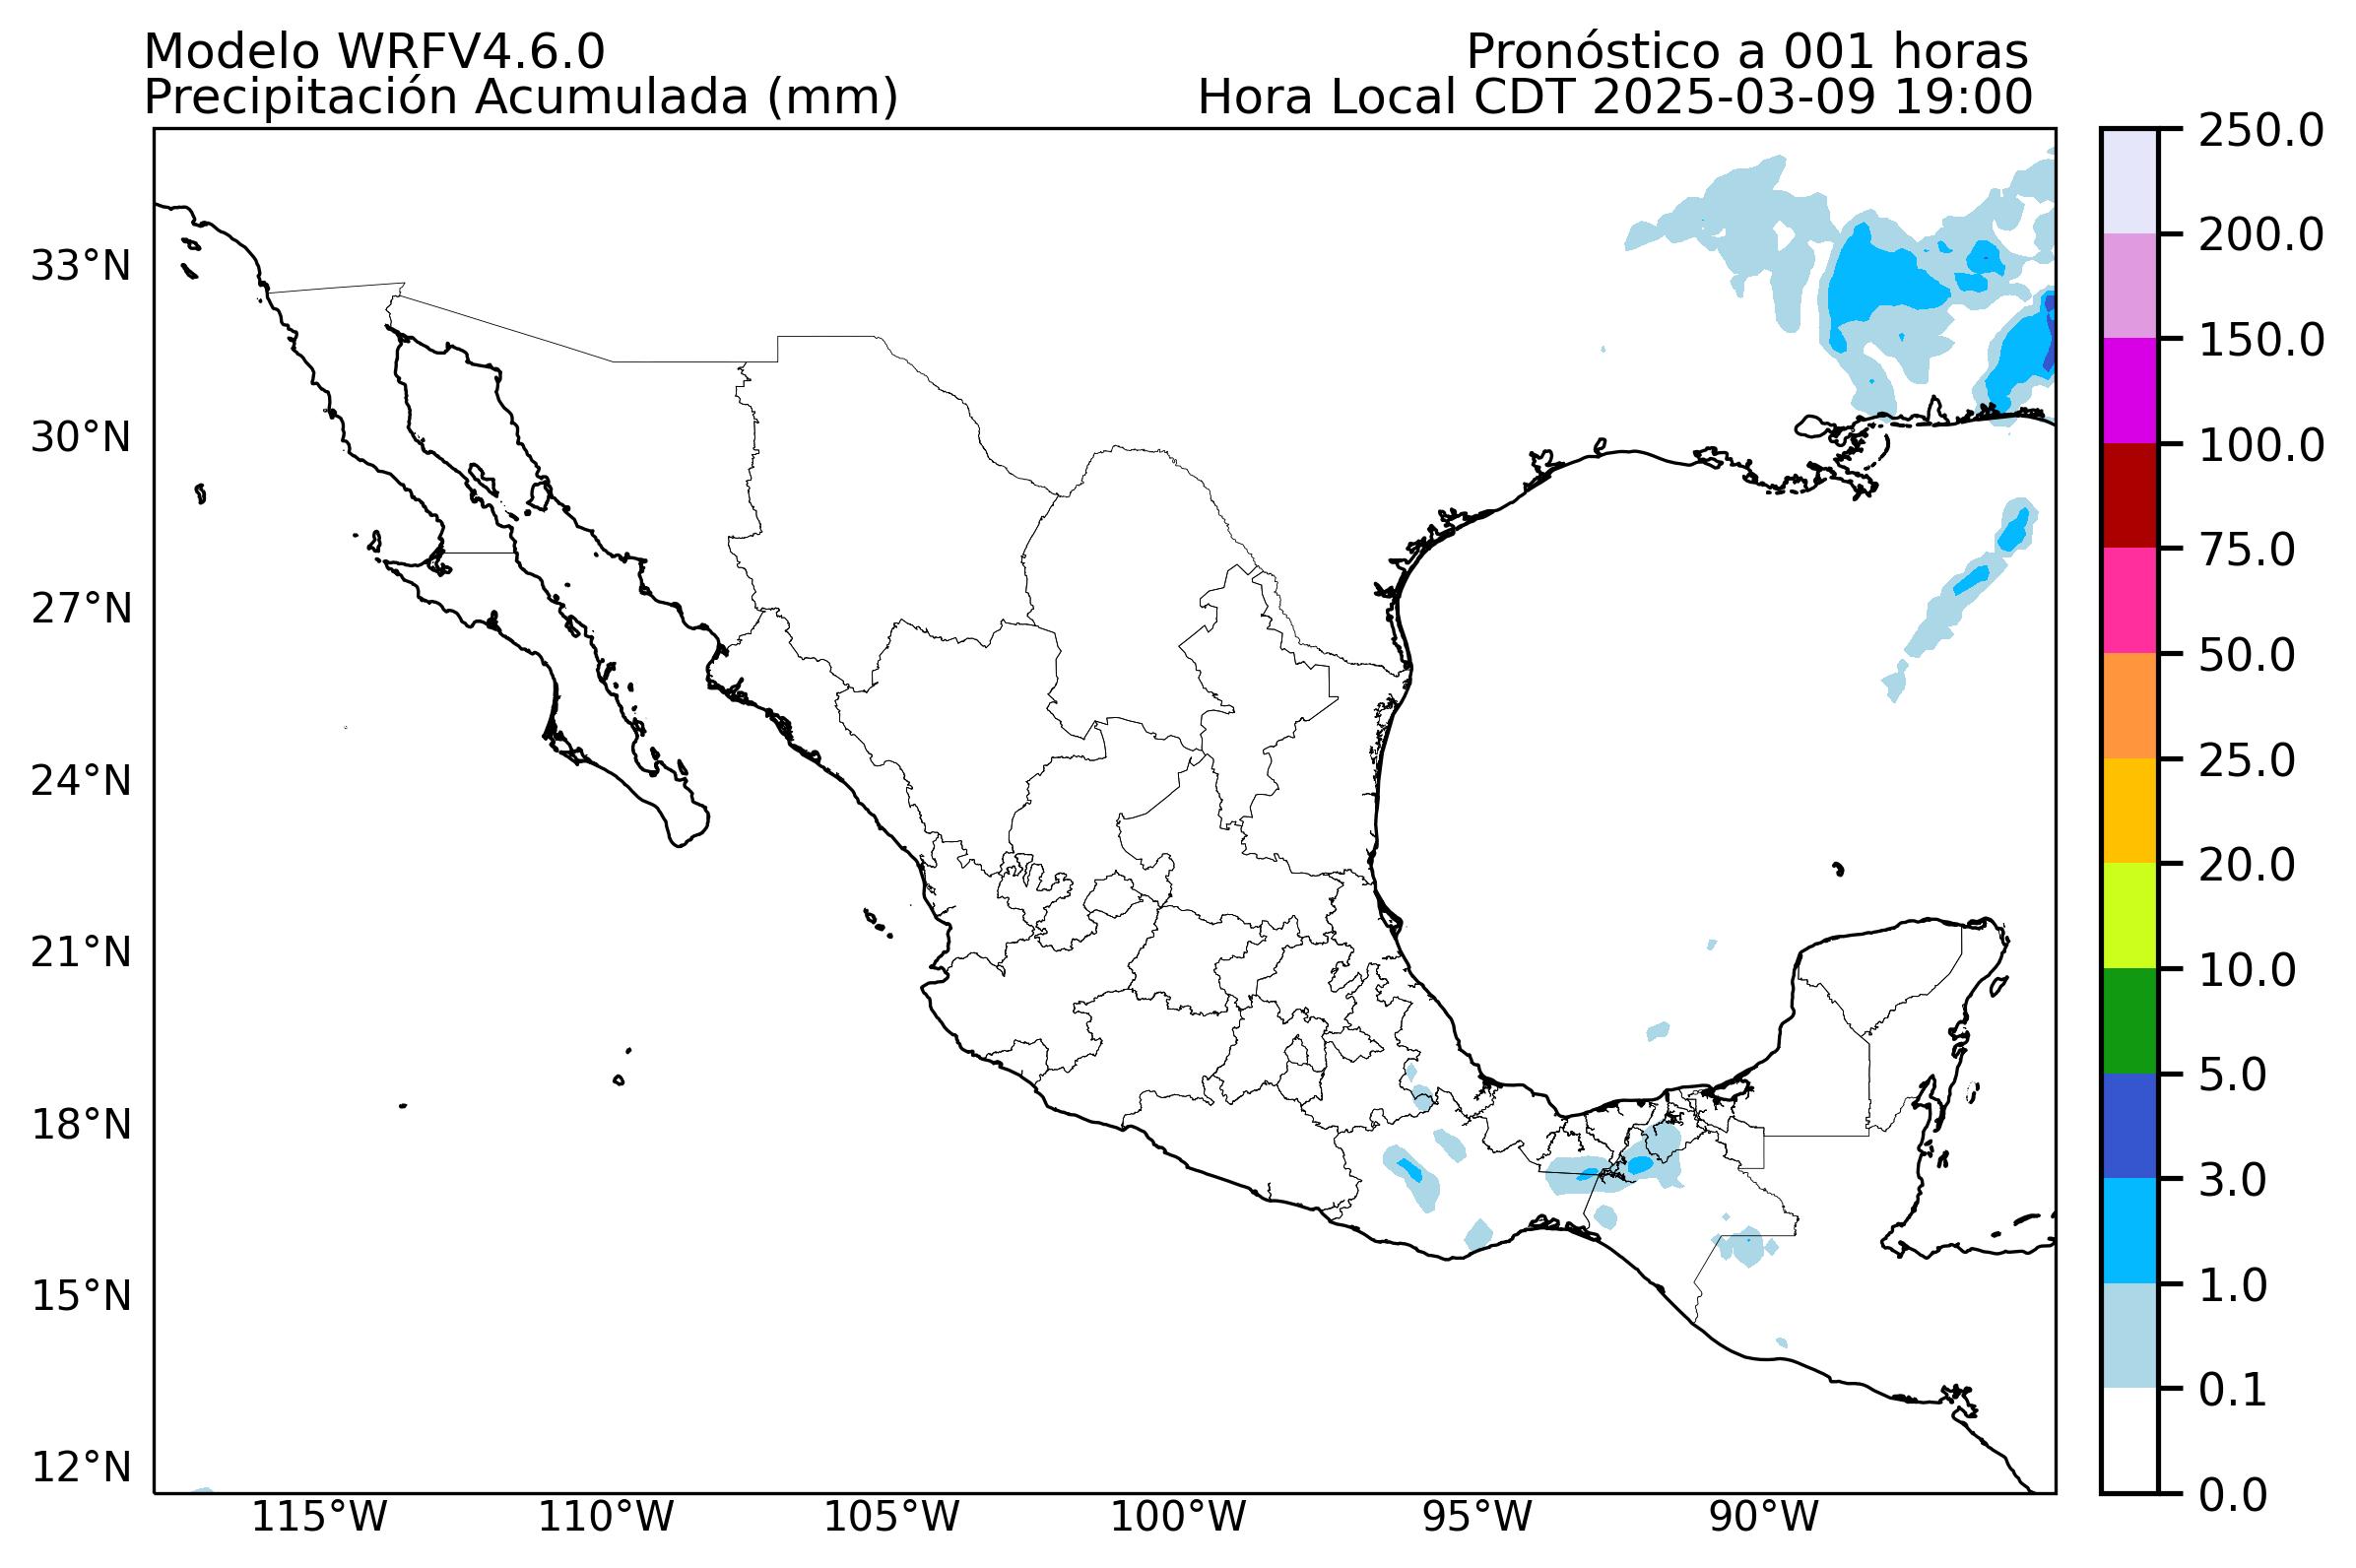 Modelo WRFV4.6.0
Precipitación Acumulada (mm)
Pronóstico a 001 horas
Hora Local CDT 2025-03-09 19:00
33°N
30°N
27°N
24°N
21°N
18°N
15°N
12°N
115°W
110°W
105°W
100°W
95°W
90°W
250.0
200.0
150.0
100.0
75.0
50.0
25.0
20.0
10.0
5.0
3.0
1.0
0.1
0.0